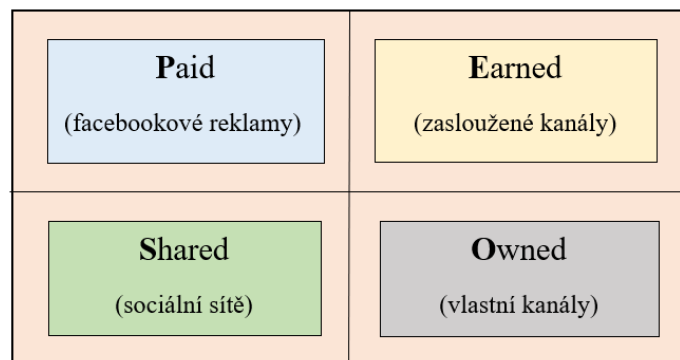 Paid
(facebookové reklamy)
Earned
(zasloužené kanály)
Shared
(sociální sítě)
Owned
(vlastní kanály)